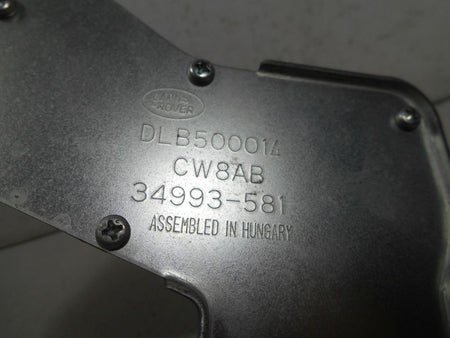 LAND
ROVER
DLB500014
CW8AB
34993-581
ASSEMBLED IN HUNGARY